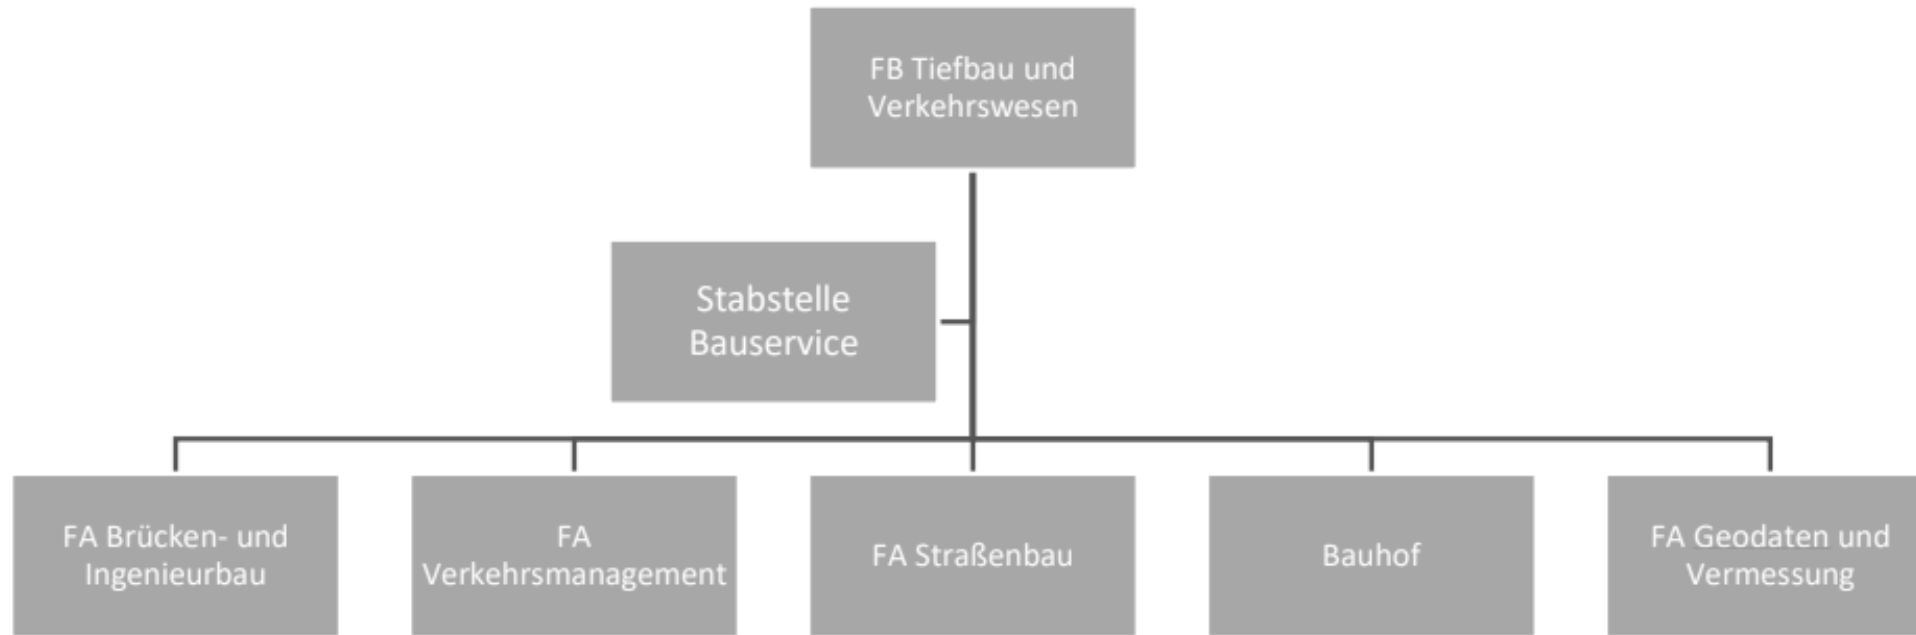 FB Tiefbau und
Verkehrswesen
Stabstelle
Bauservice
FA Brücken- und
Ingenieurbau
FA
Verkehrsmanagement
FA Straßenbau
Bauhof
FA Geodaten und
Vermessung